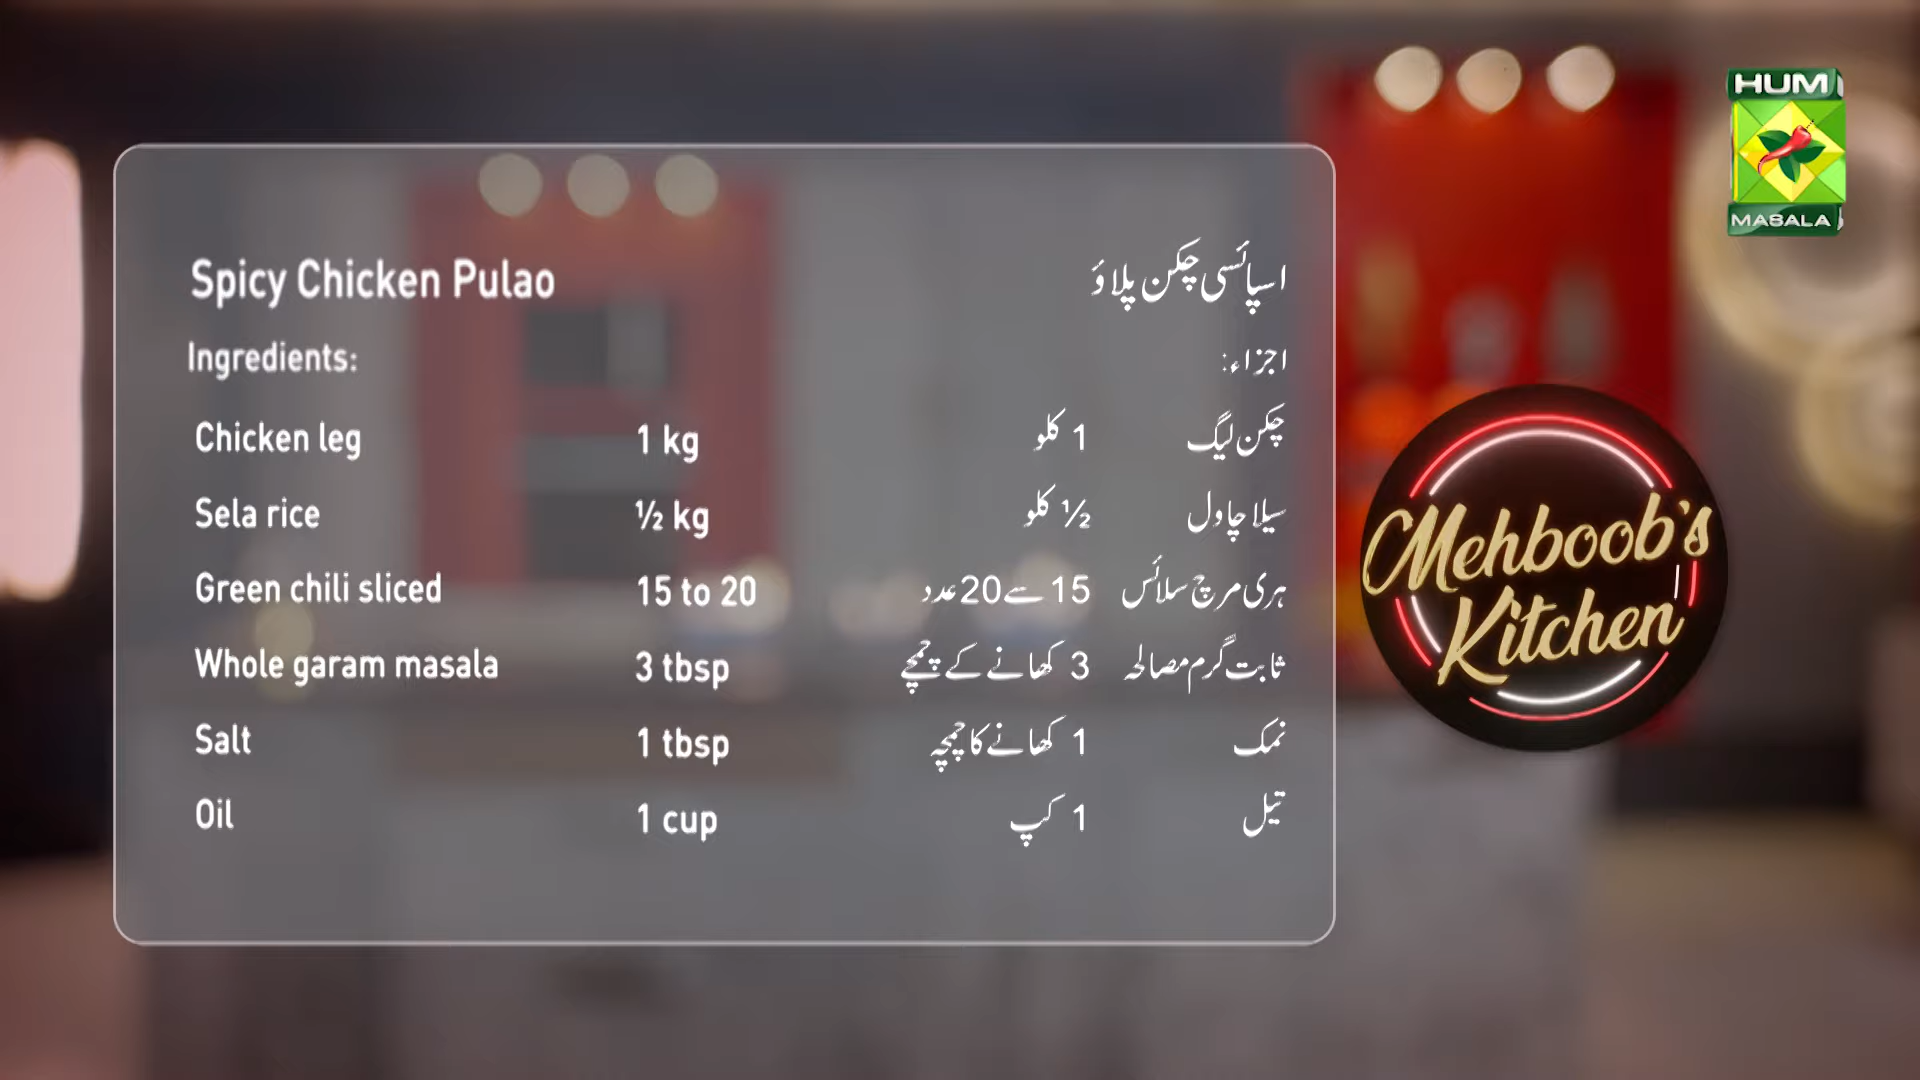 HUM
MASALA
Spicy Chicken Pulao اسپائسی چکن پلاؤ
Ingredients: اجزاء:
Chicken leg 1 kg چکن لیگ 1 کلو
Sela rice ½ kg سیلا چاول ½ کلو
Green chili sliced 15 to 20 ہری مرچ سلائس 15 سے 20 عدد
Whole garam masala 3 tbsp ثابت گرم مصالحہ 3 کھانے کے چمچے
Salt 1 tbsp نمک 1 کھانے کا چمچہ
Oil 1 cup تیل 1 کپ
Mehboob's
Kitchen